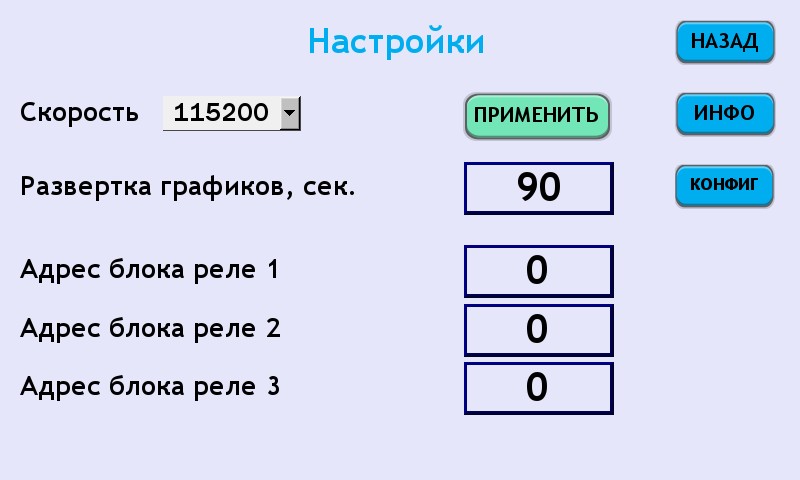 Настройки
НАЗАД
Скорость 115200 ПРИМЕНИТЬ ИНФО
Развертка графиков, сек. 90 КОНФИГ
Адрес блока реле 1 0
Адрес блока реле 2 0
Адрес блока реле 3 0